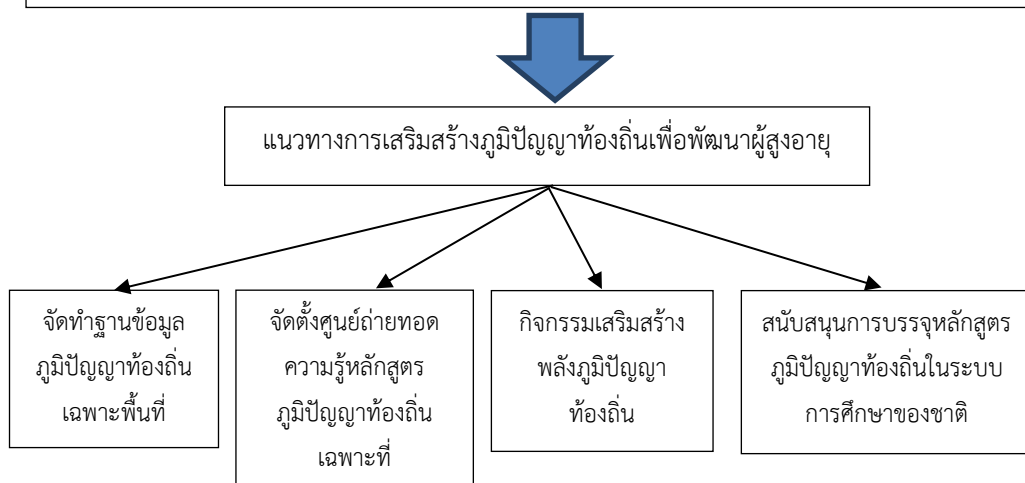 แนวทางการเสริมสร้างภูมิปัญญาท้องถิ่นเพื่อพัฒนาผู้สูงอายุ
จัดทำฐานข้อมูล
ภูมิปัญญาท้องถิ่น
เฉพาะพื้นที่
จัดตั้งศูนย์ถ่ายทอด
ความรู้หลักสูตร
ภูมิปัญญาท้องถิ่น
เฉพาะที่
กิจกรรมเสริมสร้าง
พลังภูมิปัญญา
ท้องถิ่น
สนับสนุนการบรรจุหลักสูตร
ภูมิปัญญาท้องถิ่นในระบบ
การศึกษาของชาติ